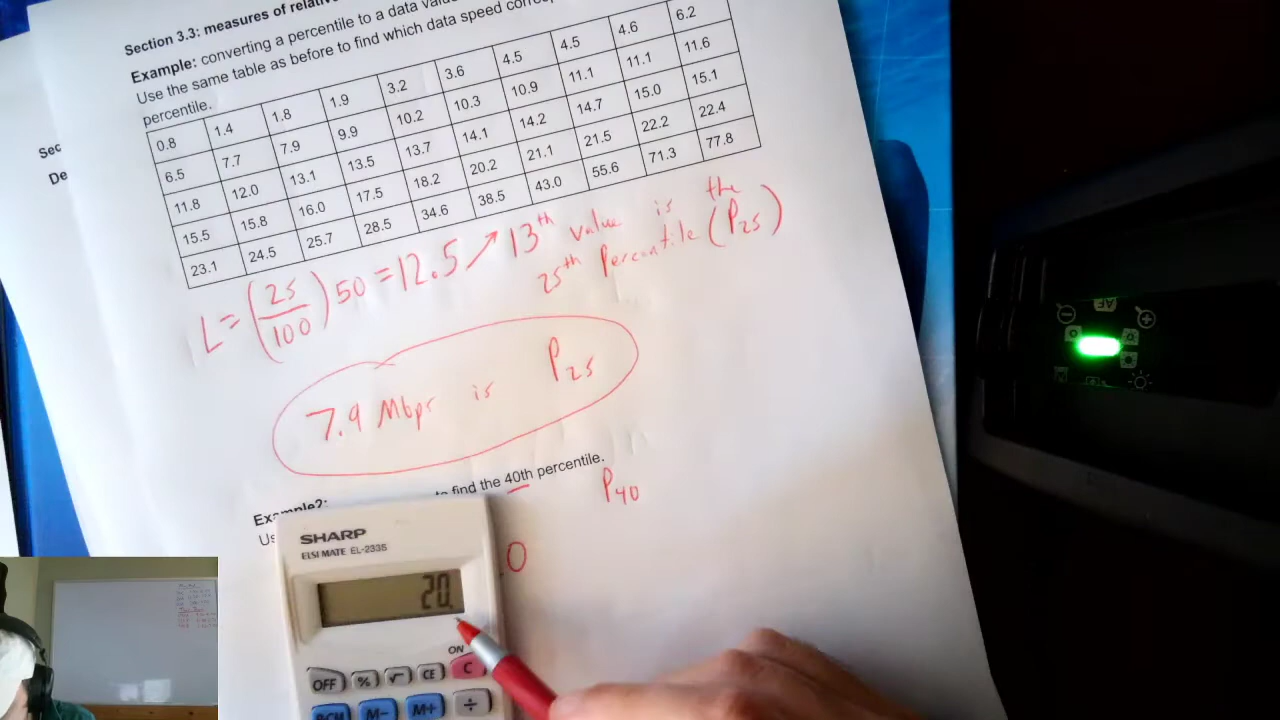 Section 3.3: measures of relative
Example: converting a percentile to a data value
Use the same table as before to find which data speed
percentile.
0.8 1.4 1.8 1.9 3.2 3.6 4.5 4.5 4.6 6.2
6.5 7.7 7.9 9.9 10.2 10.3 10.9 11.1 11.1 11.6
11.8 12.0 13.1 13.5 13.7 14.1 14.2 14.7 15.0 15.1
15.5 15.8 16.0 17.5 18.2 20.2 21.1 21.5 22.2 22.4
23.1 24.5 25.7 28.5 34.6 38.5 43.0 55.6 71.3 77.8
Sec
De
L = (25/100) 50 = 12.5 ↗ 13th value is the
25th Percentile (P25)
7.9 Mbps is P25
Example2: to find the 40th percentile.
Us
P40
0
SHARP
ELSI MATE EL-2335
20.
ON
OFF % √ CE C
RCM M- M+ ÷
AF